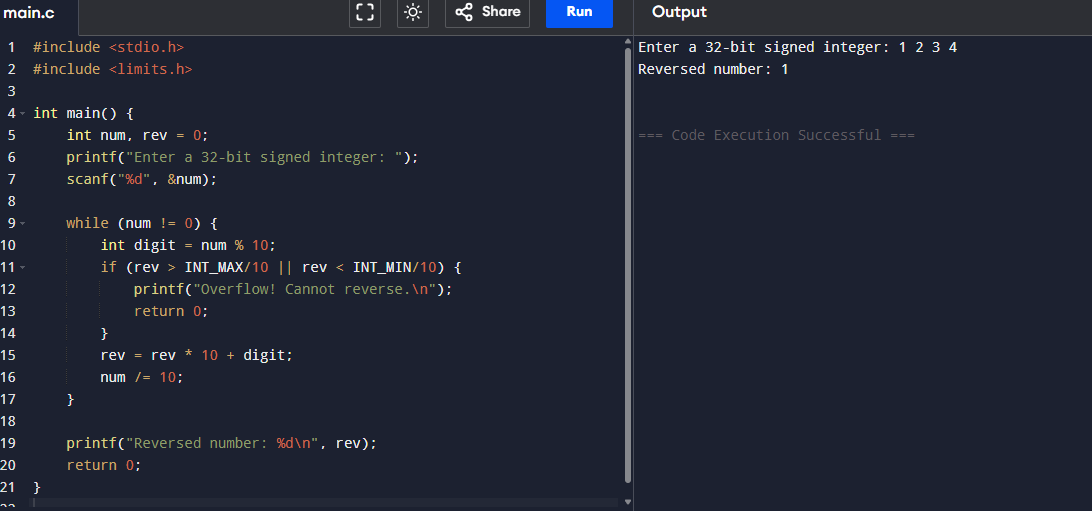 main.c
Share
Run
Output
1 #include <stdio.h>
2 #include <limits.h>
3
4 int main() {
5     int num, rev = 0;
6     printf("Enter a 32-bit signed integer: ");
7     scanf("%d", &num);
8
9     while (num != 0) {
10         int digit = num % 10;
11         if (rev > INT_MAX/10 || rev < INT_MIN/10) {
12             printf("Overflow! Cannot reverse.\n");
13             return 0;
14         }
15         rev = rev * 10 + digit;
16         num /= 10;
17     }
18
19     printf("Reversed number: %d\n", rev);
20     return 0;
21 }
22
Enter a 32-bit signed integer: 1 2 3 4
Reversed number: 1
=== Code Execution Successful ===